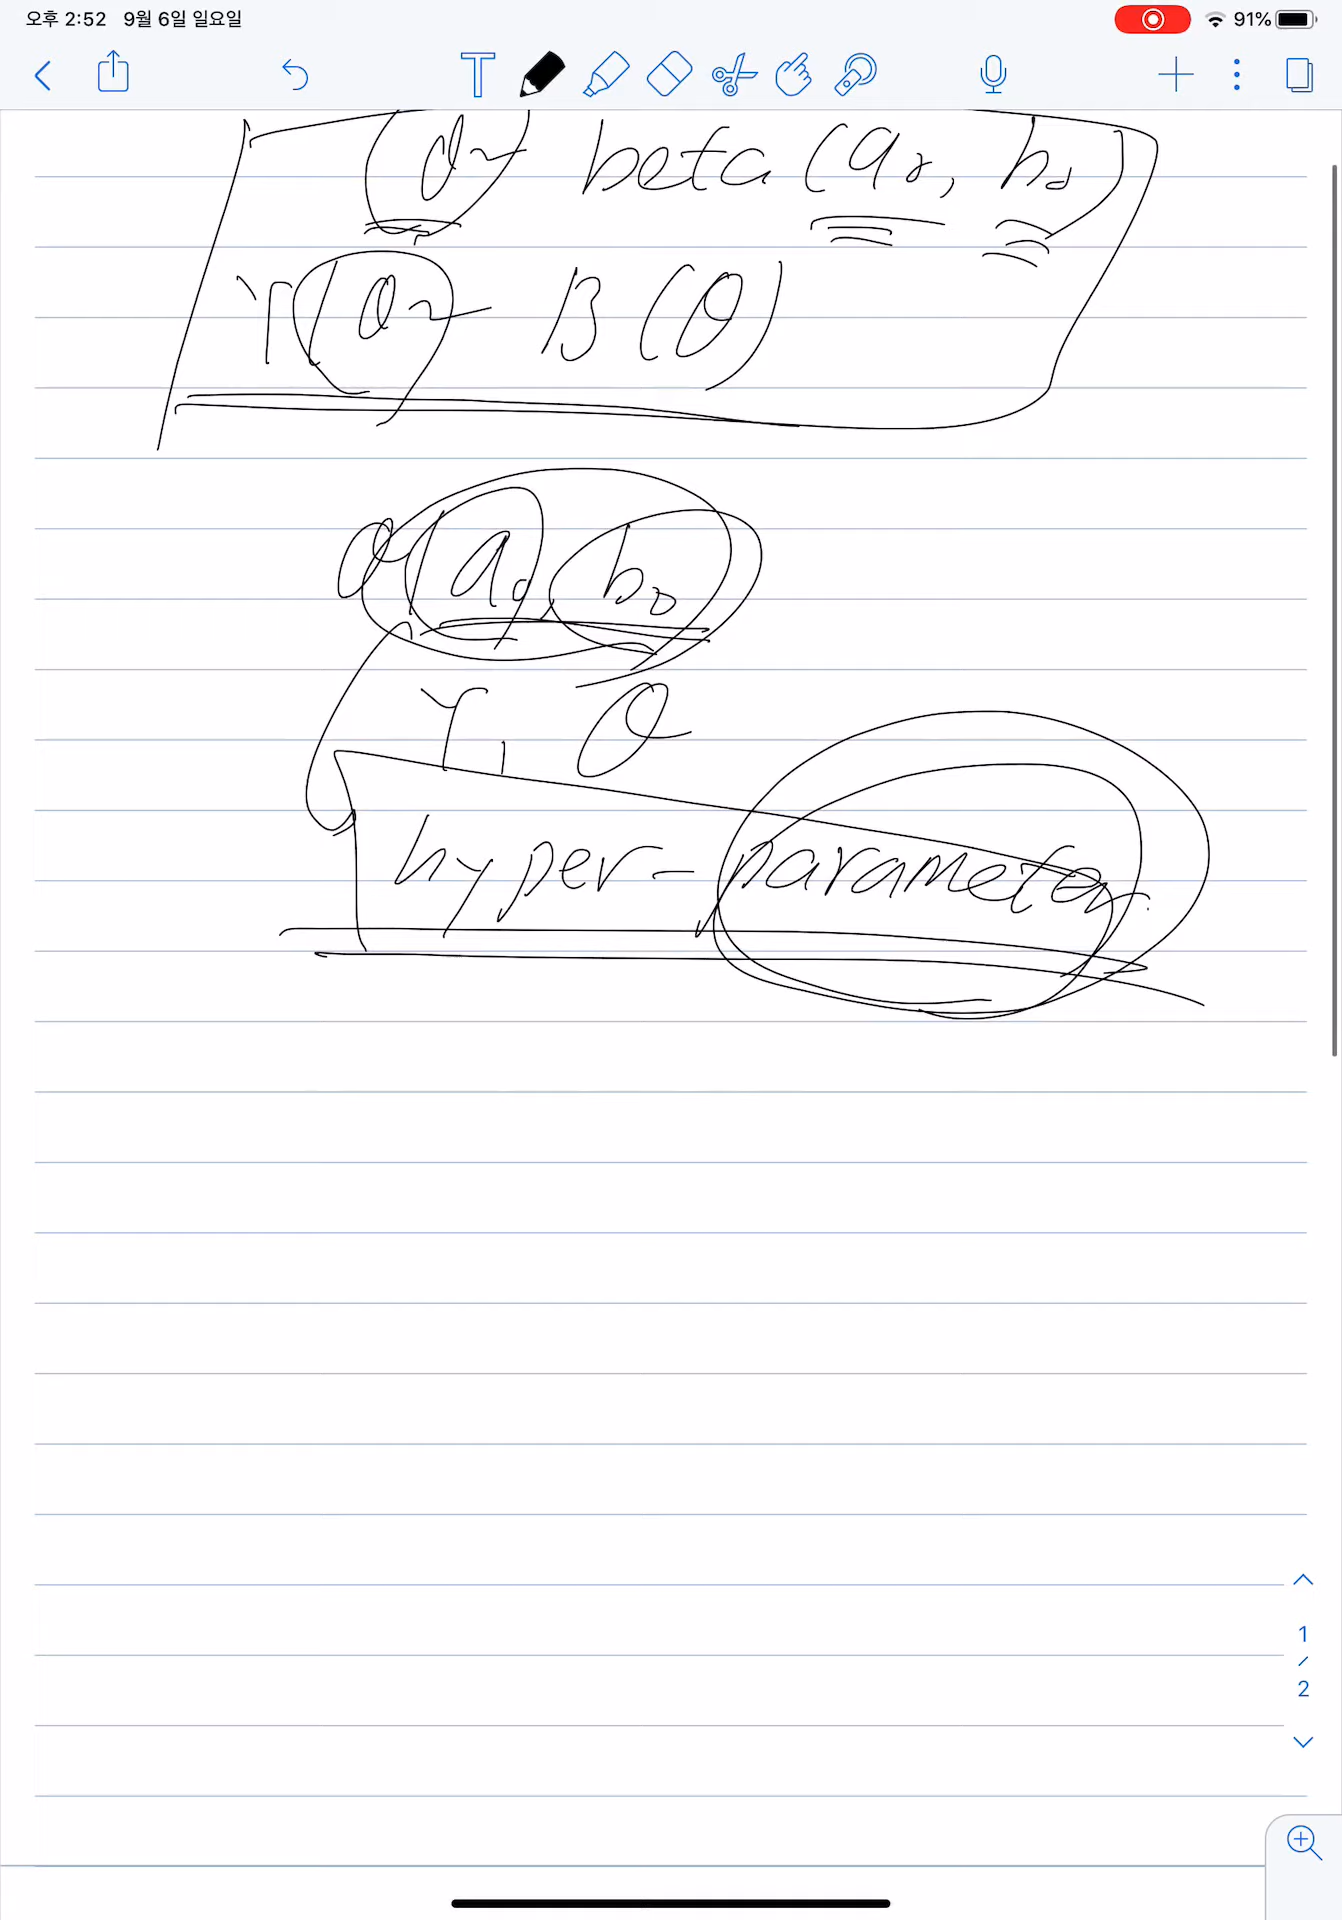 오후 2:52 9월 6일 일요일 91%
T
θ ~ beta (a₀, b₀)
Y|θ ~ B(θ)
θ|a₀, b₀
Y, θ
hyper-parameter
1
/
2